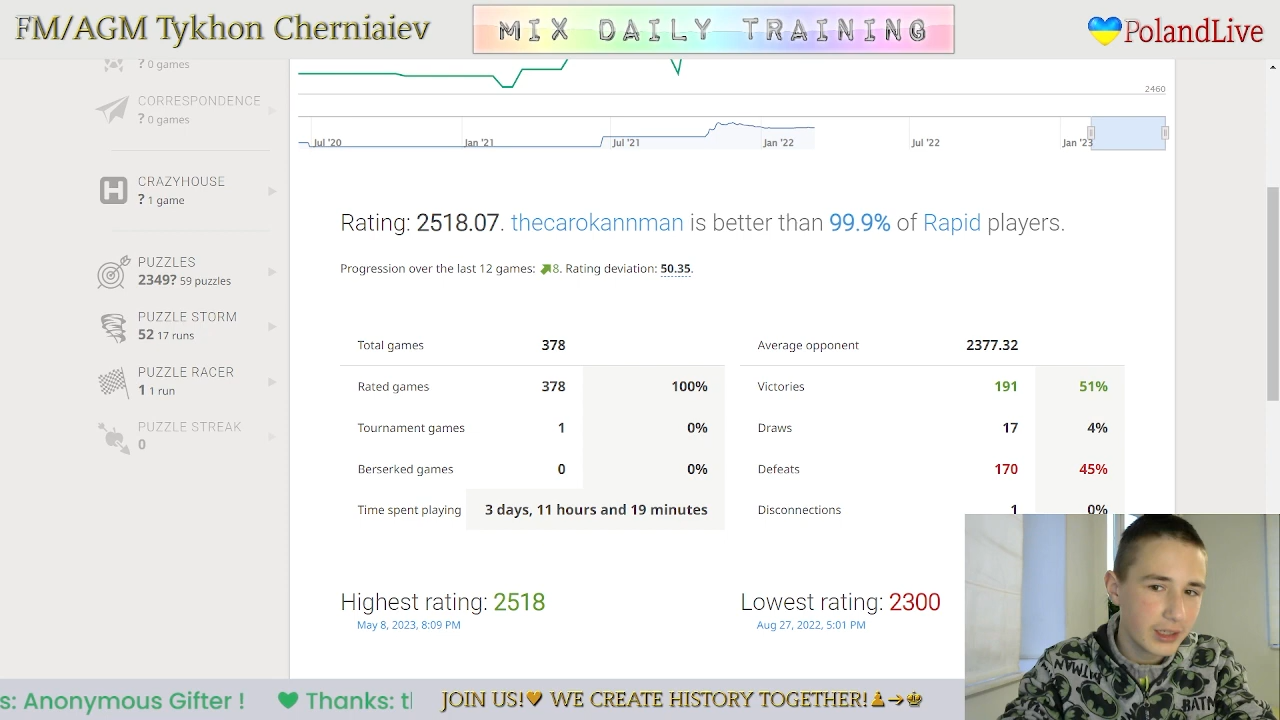 FM/AGM Tykhon Cherniaiev
MIX DAILY TRAINING
PolandLive
? 0 games
CORRESPONDENCE
? 0 games
CRAZYHOUSE
? 1 game
PUZZLES
2349? 59 puzzles
PUZZLE STORM
52 17 runs
PUZZLE RACER
1 1 run
PUZZLE STREAK
0
2460
Jul '20 Jan '21 Jul '21 Jan '22 Jul '22 Jan '23
Rating: 2518.07. thecarokannman is better than 99.9% of Rapid players.
Progression over the last 12 games: 8. Rating deviation: 50.35.
Total games 378
Rated games 378 100%
Tournament games 1 0%
Berserked games 0 0%
Time spent playing 3 days, 11 hours and 19 minutes
Average opponent 2377.32
Victories 191 51%
Draws 17 4%
Defeats 170 45%
Disconnections 1 0%
Highest rating: 2518
May 8, 2023, 8:09 PM
Lowest rating: 2300
Aug 27, 2022, 5:01 PM
BATMAN
s: Anonymous Gifter ! Thanks: tl
JOIN US! WE CREATE HISTORY TOGETHER!